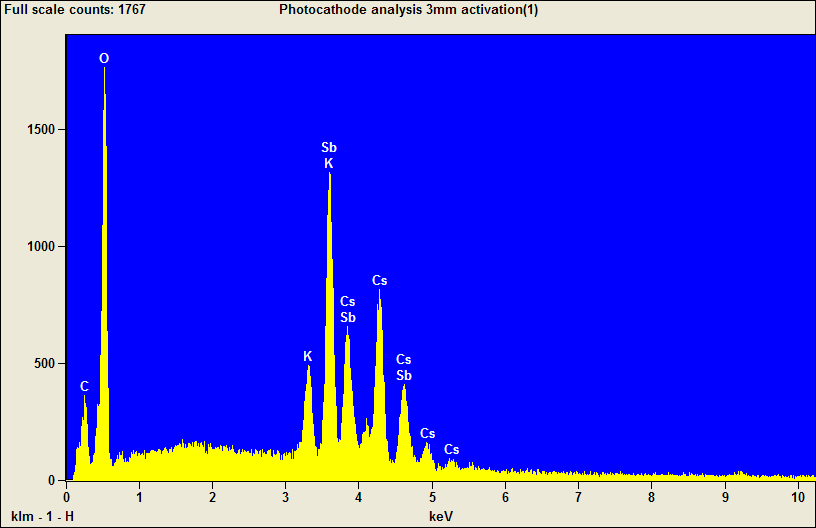 Full scale counts: 1767 Photocathode analysis 3mm activation(1)
O
1500
Sb
K
1000
Cs
Cs
Sb
500
K
Cs
Sb
C
Cs
Cs
0
0 1 2 3 4 5 6 7 8 9 10
klm - 1 - H keV